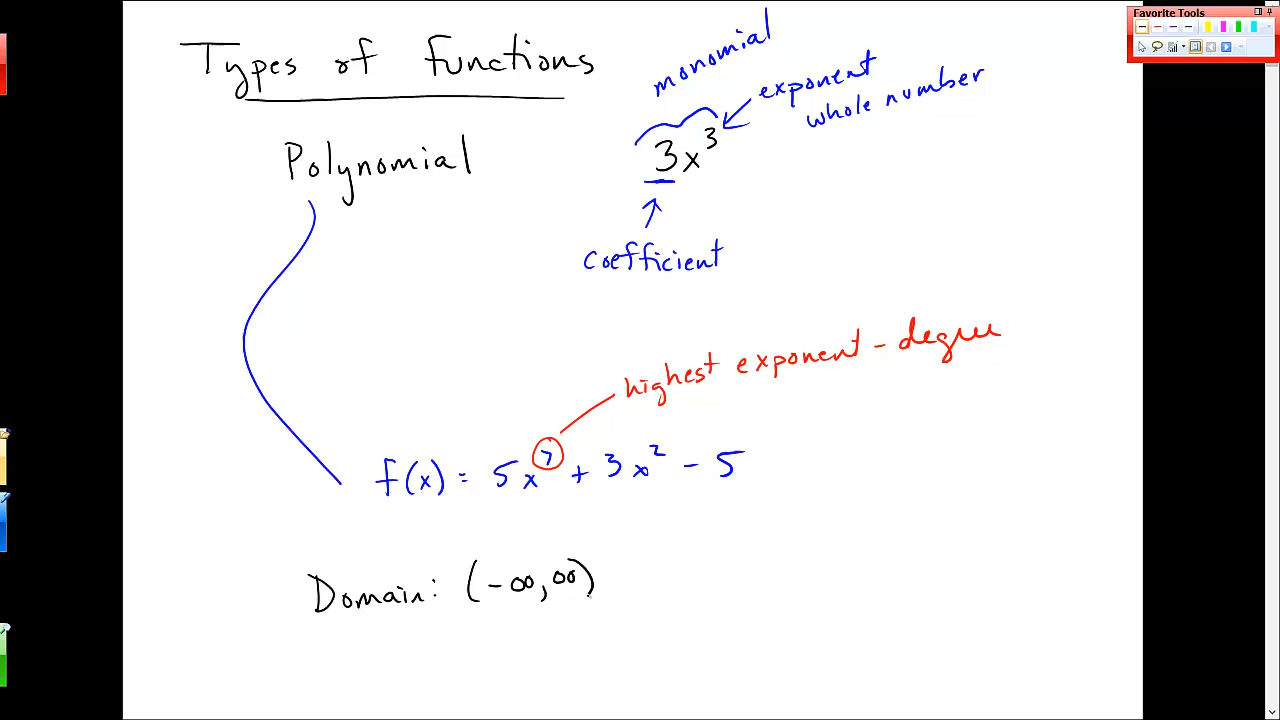 Favorite Tools
Types of functions
monomial
exponent
whole number
Polynomial
3x³
coefficient
highest exponent - degree
f(x) = 5x⁷ + 3x² - 5
Domain: (-∞, ∞)